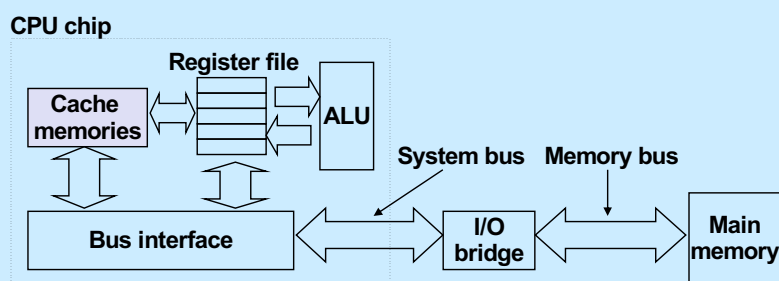 CPU chip
Register file
Cache
memories
ALU
System bus
Memory bus
Bus interface
I/O
bridge
Main
memory